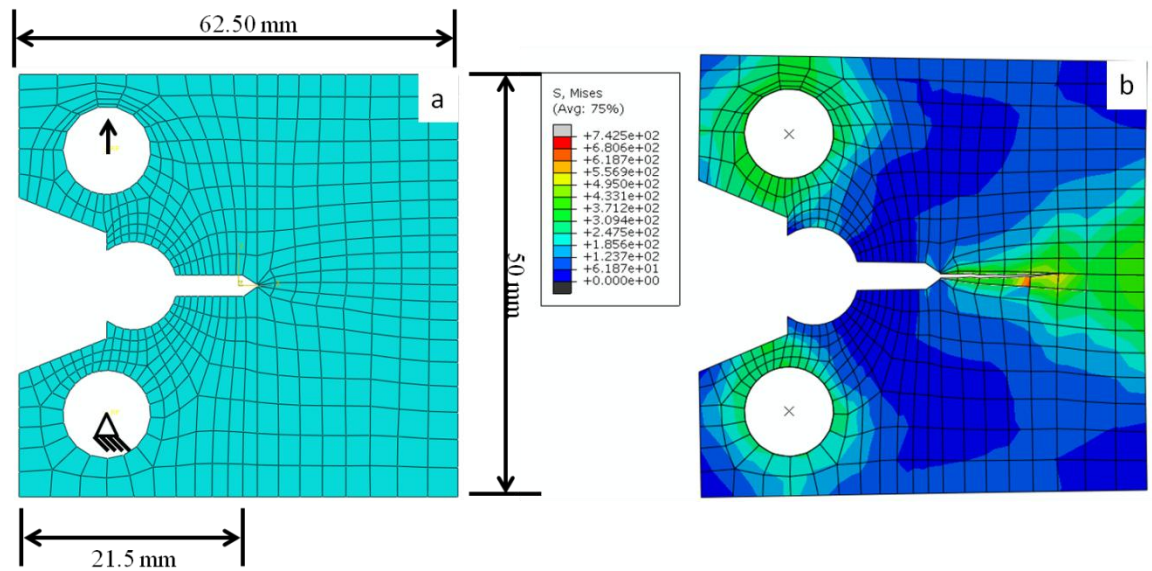 62.50 mm
a
b
S, Mises
(Avg: 75%)
+7.425e+02
+6.806e+02
+6.187e+02
+5.569e+02
+4.950e+02
+4.331e+02
+3.712e+02
+3.094e+02
+2.475e+02
+1.856e+02
+1.237e+02
+6.187e+01
+0.000e+00
50 mm
21.5 mm